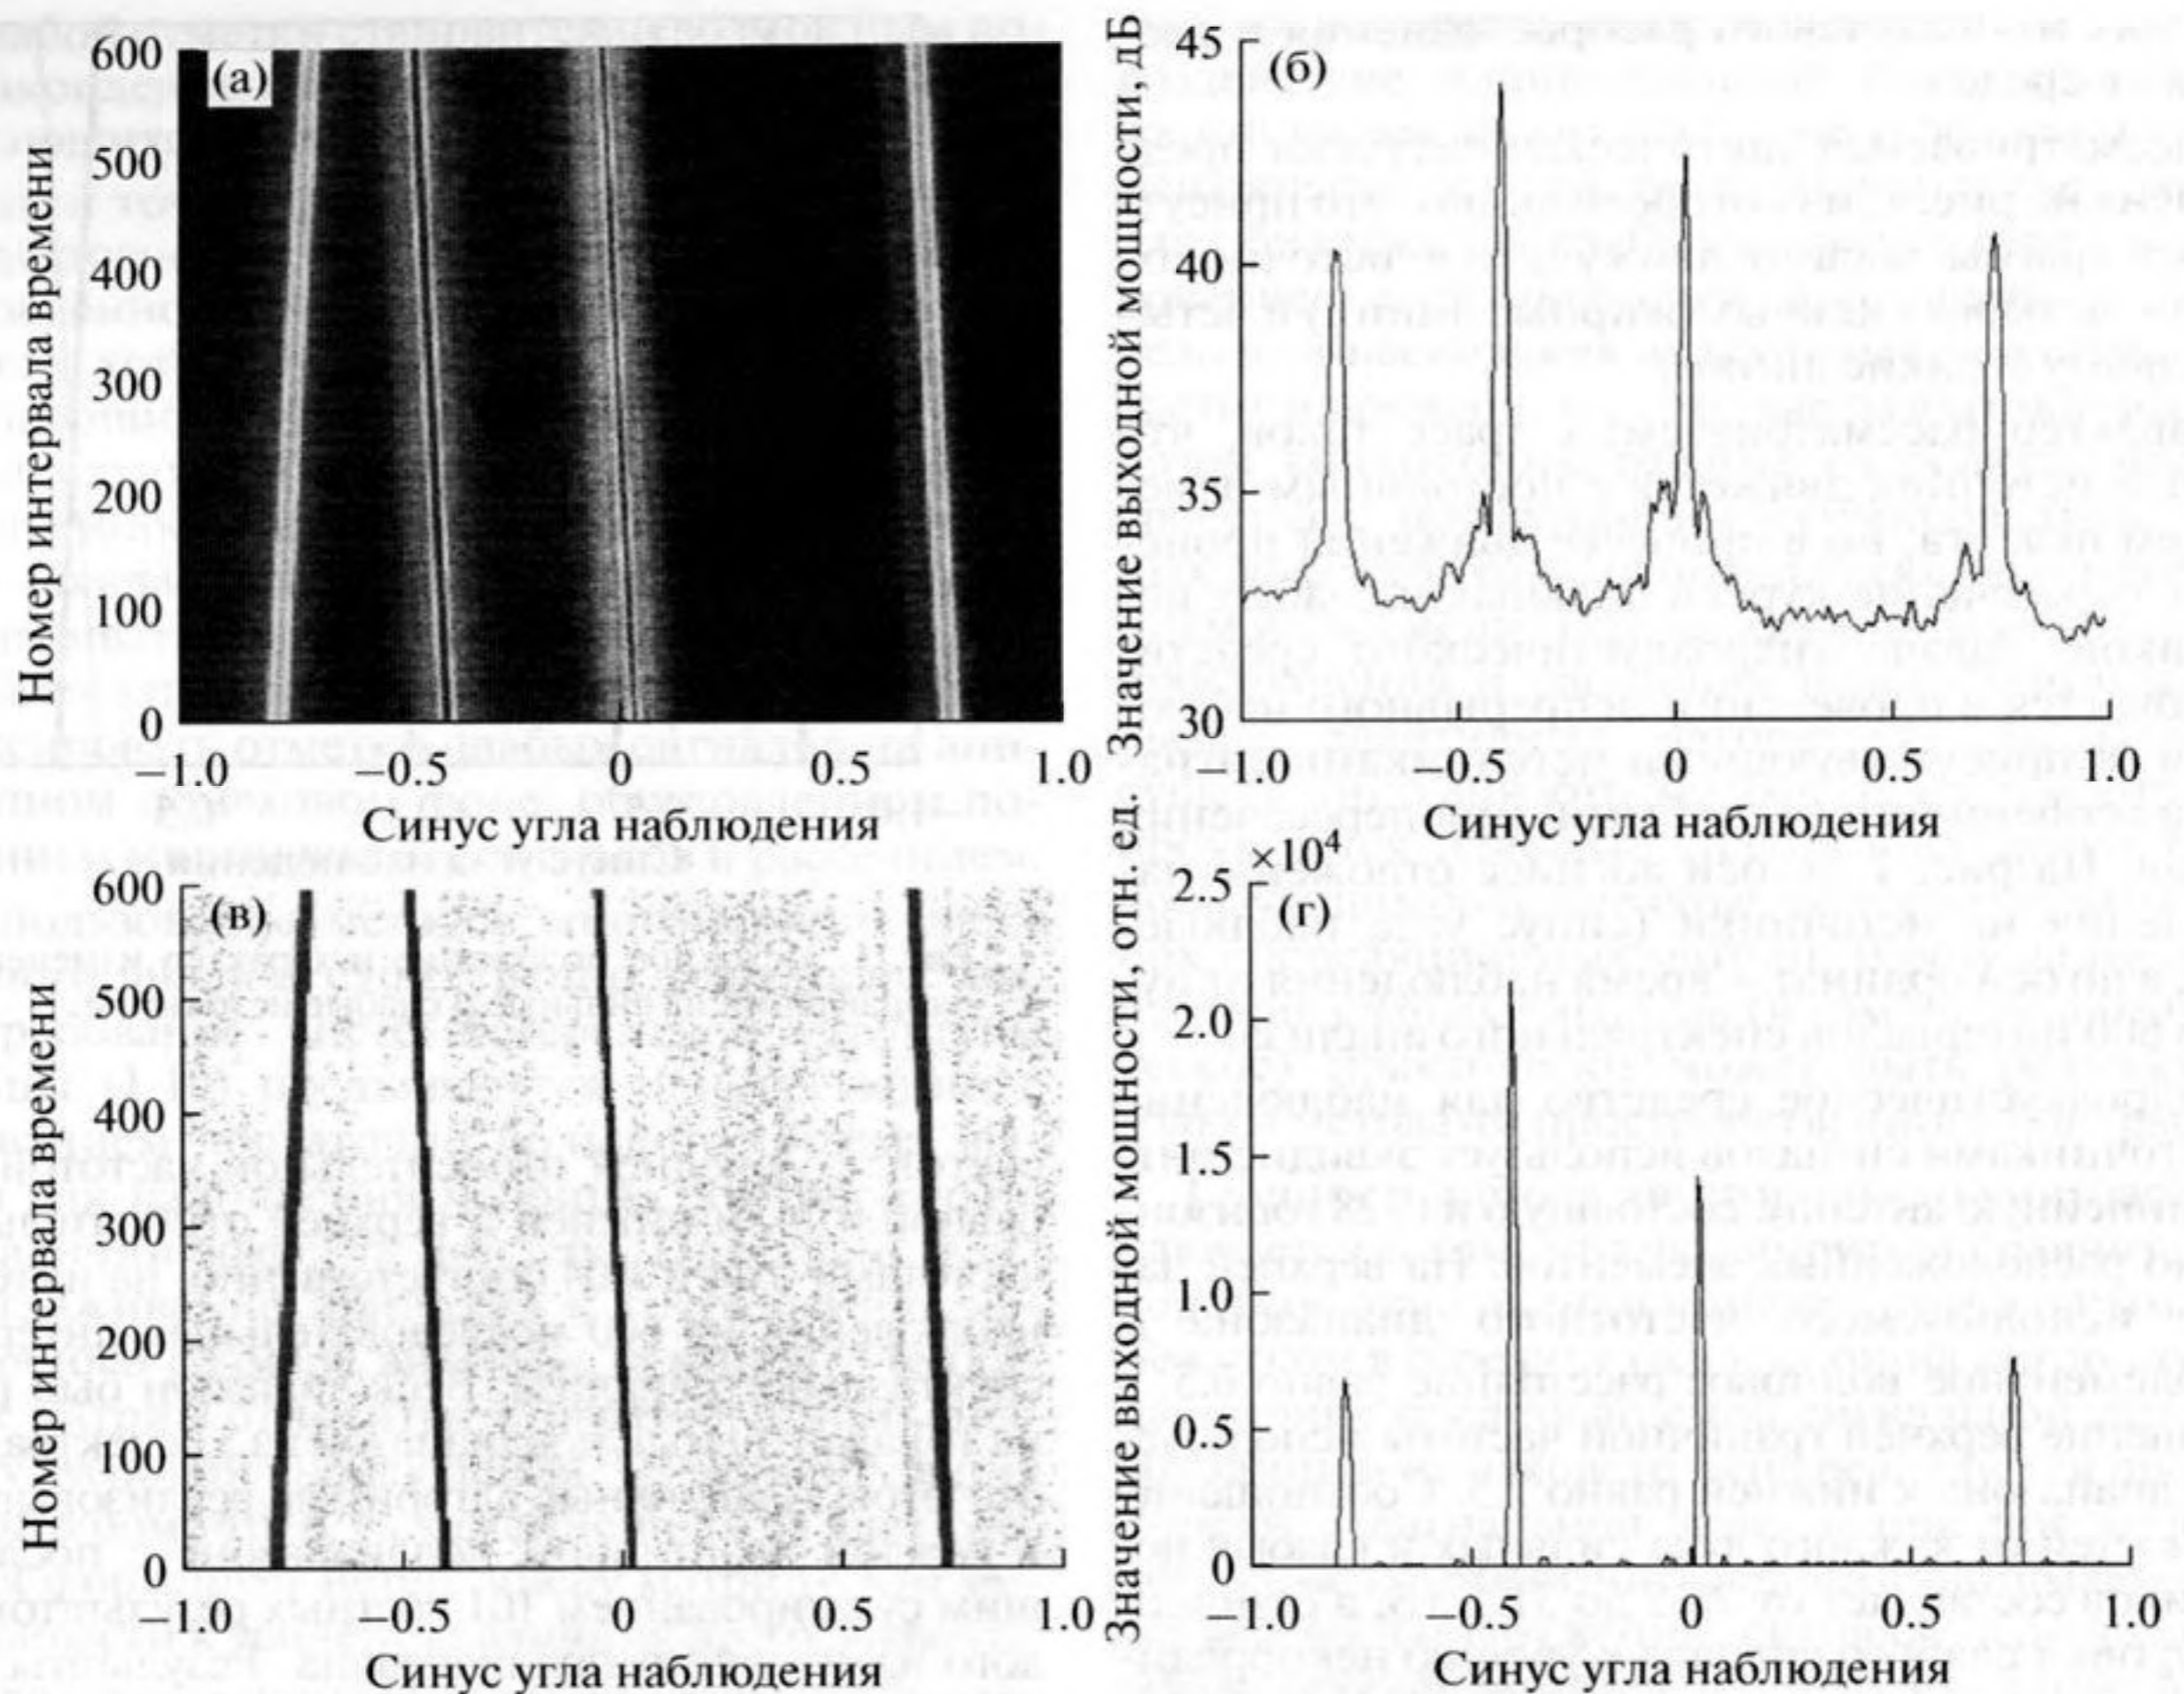 (а)
Номер интервала времени
600
500
400
300
200
100
0
−1.0 −0.5 0 0.5 1.0
Синус угла наблюдения
(б)
Значение выходной мощности, дБ
45
40
35
30
−1.0 −0.5 0 0.5 1.0
Синус угла наблюдения
(в)
Номер интервала времени
600
500
400
300
200
100
0
−1.0 −0.5 0 0.5 1.0
Синус угла наблюдения
(г)
Значение выходной мощности, отн. ед.
×10⁴
2.5
2.0
1.5
1.0
0.5
0
−1.0 −0.5 0 0.5 1.0
Синус угла наблюдения